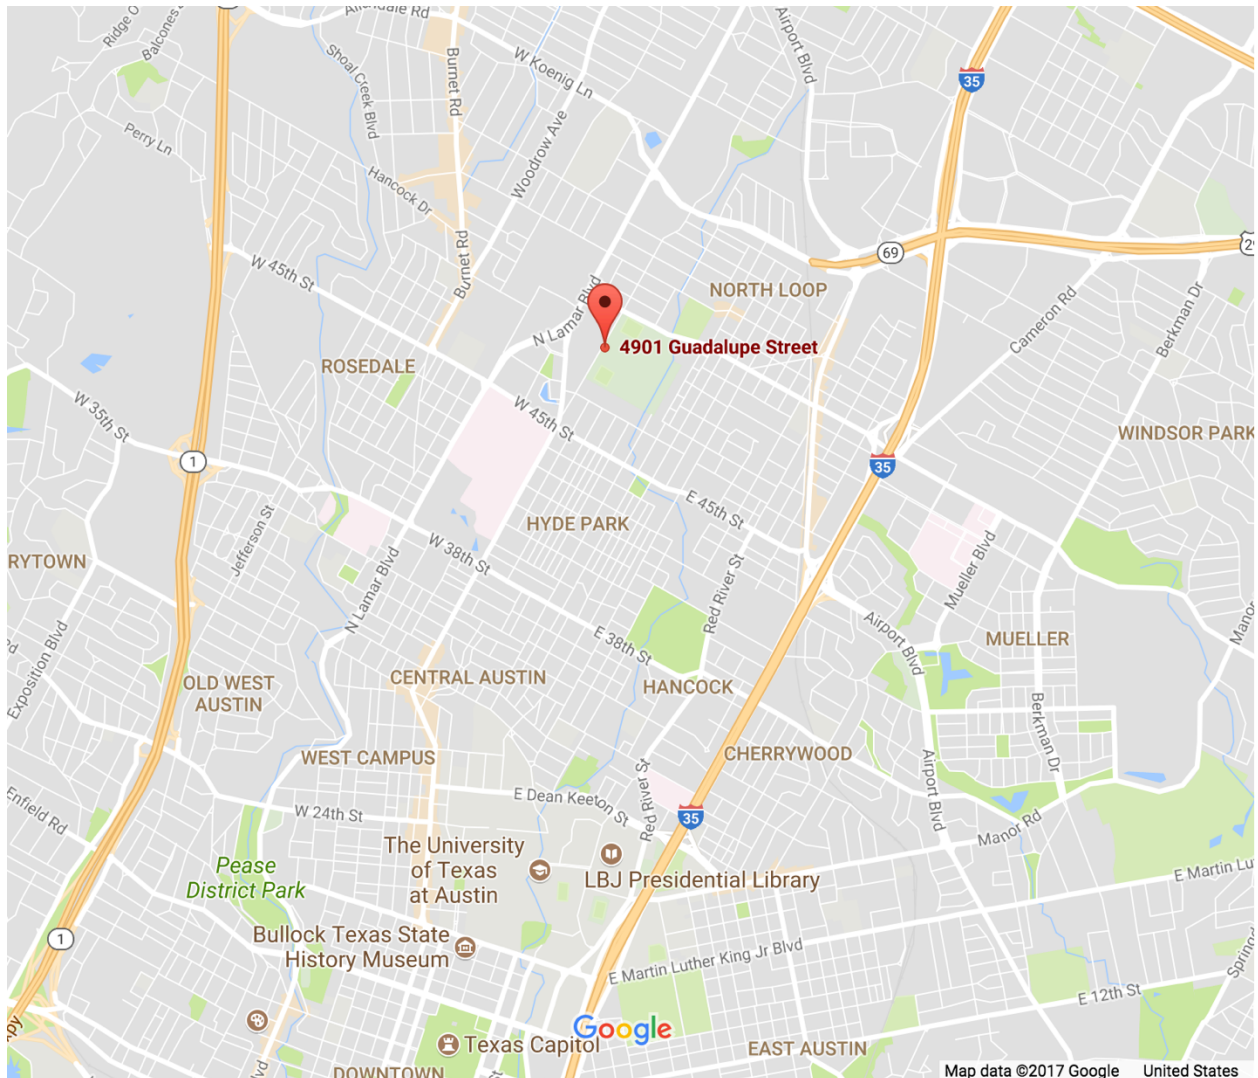 Allendale Rd
Ridge O
Balcones
Burnet Rd
Shoal Creek Blvd
W Koenig Ln
Airport Blvd
35
Perry Ln
Woodrow Ave
Hancock Dr
W 45th St
Burnet Rd
69
29
N Lamar Blvd
NORTH LOOP
Cameron Rd
Berkman Dr
4901 Guadalupe Street
ROSEDALE
W 35th St
W 45th St
WINDSOR PARK
1
35
E 45th St
Jefferson St
HYDE PARK
W 38th St
Mueller Blvd
RYTOWN
N Lamar Blvd
Red River St
Airport Blvd
MUELLER
Mano
Exposition Blvd
Rd
E 38th St
CENTRAL AUSTIN
HANCOCK
OLD WEST
AUSTIN
Berkman Dr
WEST CAMPUS
CHERRYWOOD
Airport Blvd
Red River St
E Dean Keeton St
W 24th St
35
Enfield Rd
Manor Rd
The University
of Texas
at Austin
LBJ Presidential Library
Pease
District Park
E Martin Lu
Bullock Texas State
History Museum
1
E Martin Luther King Jr Blvd
Spring
E 12th St
Google
Texas Capitol
EAST AUSTIN
DOWNTOWN
Map data ©2017 Google
United States